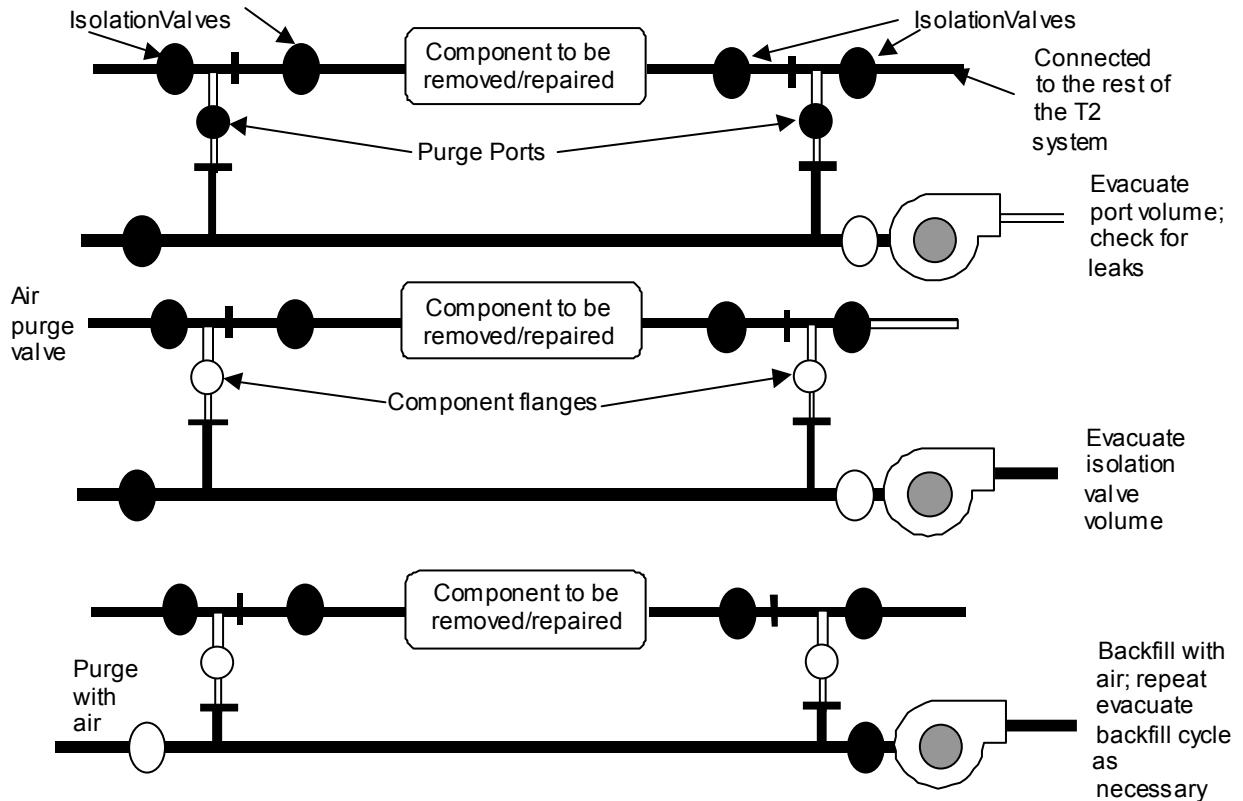 IsolationValves
IsolationValves
Component to be
removed/repaired
Connected
to the rest of
the T2
system
Purge Ports
Evacuate
port volume;
check for
leaks
Air
purge
valve
Component to be
removed/repaired
Component flanges
Evacuate
isolation
valve
volume
Component to be
removed/repaired
Purge
with
air
Backfill with
air; repeat
evacuate
backfill cycle
as
necessary